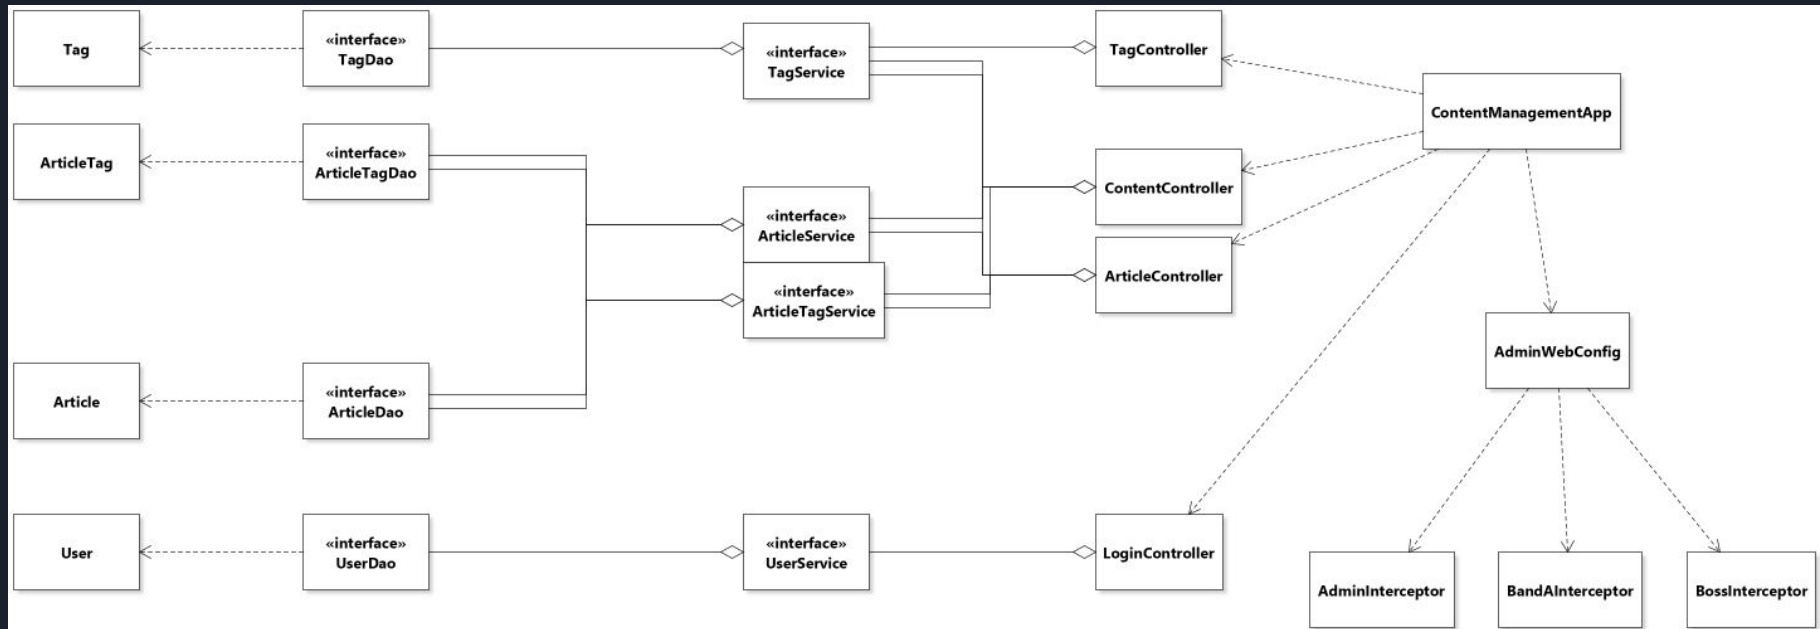 Tag
«interface»
TagDao
«interface»
TagService
TagController
ContentManagementApp
ArticleTag
«interface»
ArticleTagDao
«interface»
ArticleService
ContentController
«interface»
ArticleTagService
ArticleController
AdminWebConfig
Article
«interface»
ArticleDao
User
«interface»
UserDao
«interface»
UserService
LoginController
AdminInterceptor
BandAInterceptor
BossInterceptor